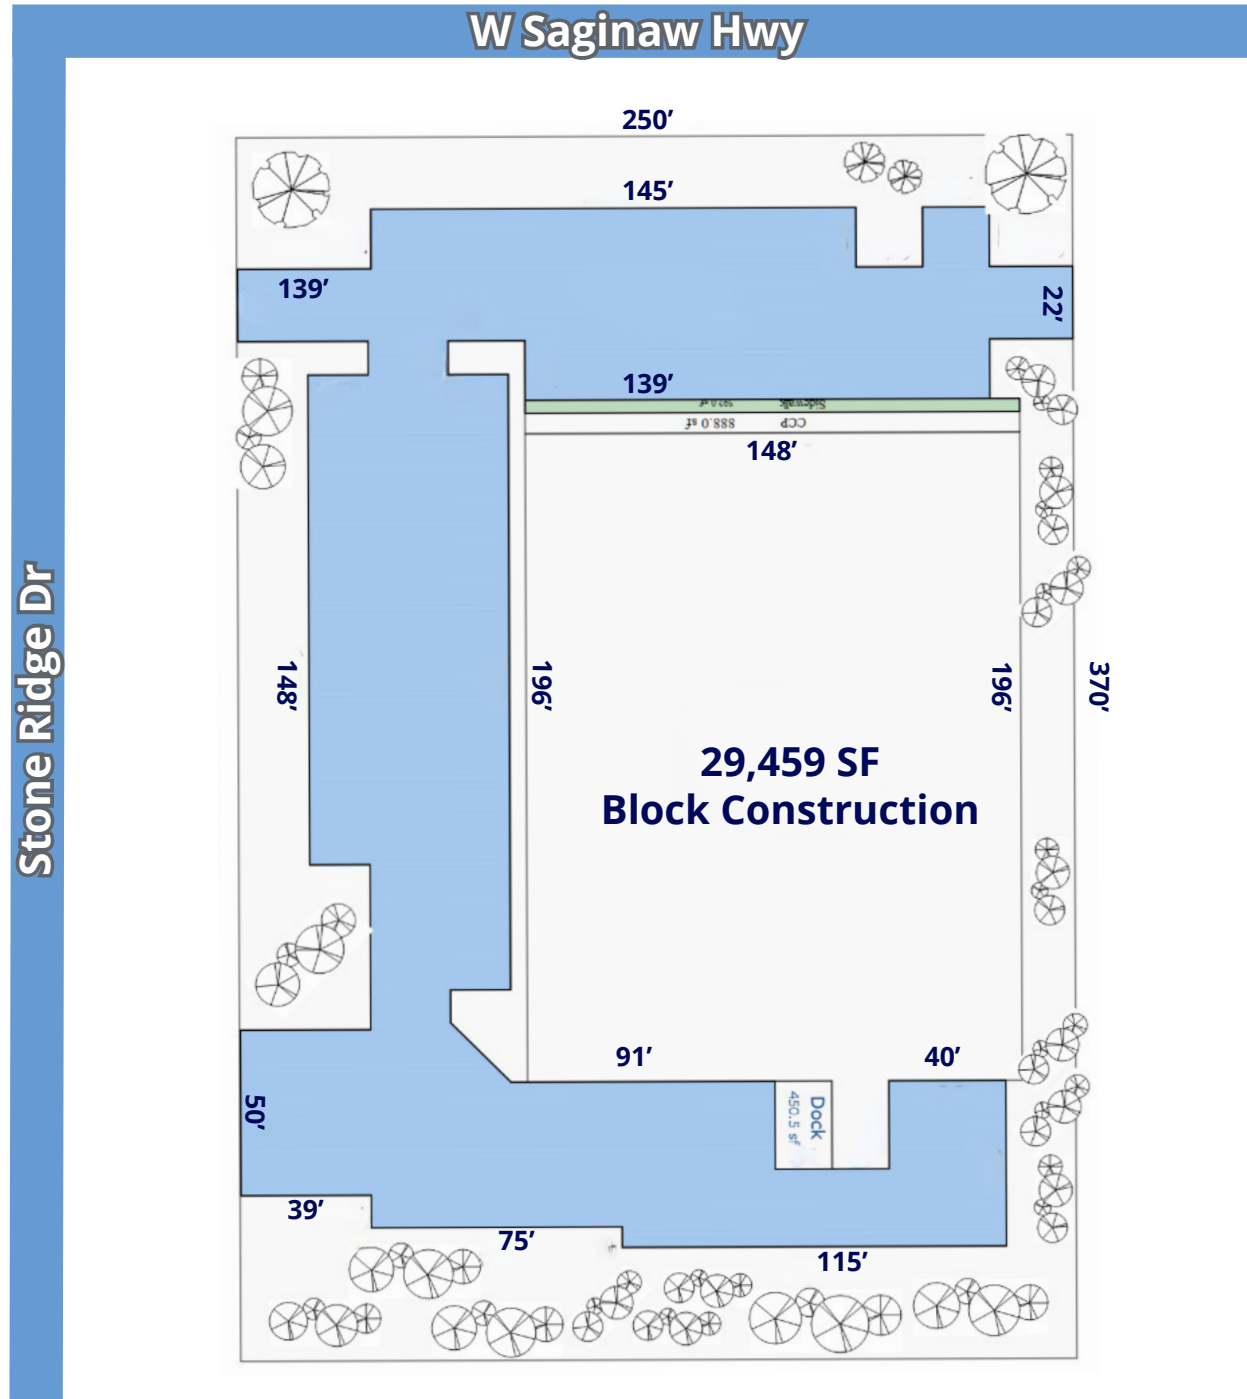 W Saginaw Hwy
250’
145’
139’
22’
139’
Sidewalk
CCP 888.0 sf
148’
Stone Ridge Dr
148’
196’
196’
370’
29,459 SF
Block Construction
91’
40’
50’
Dock
450.5 sf
39’
75’
115’